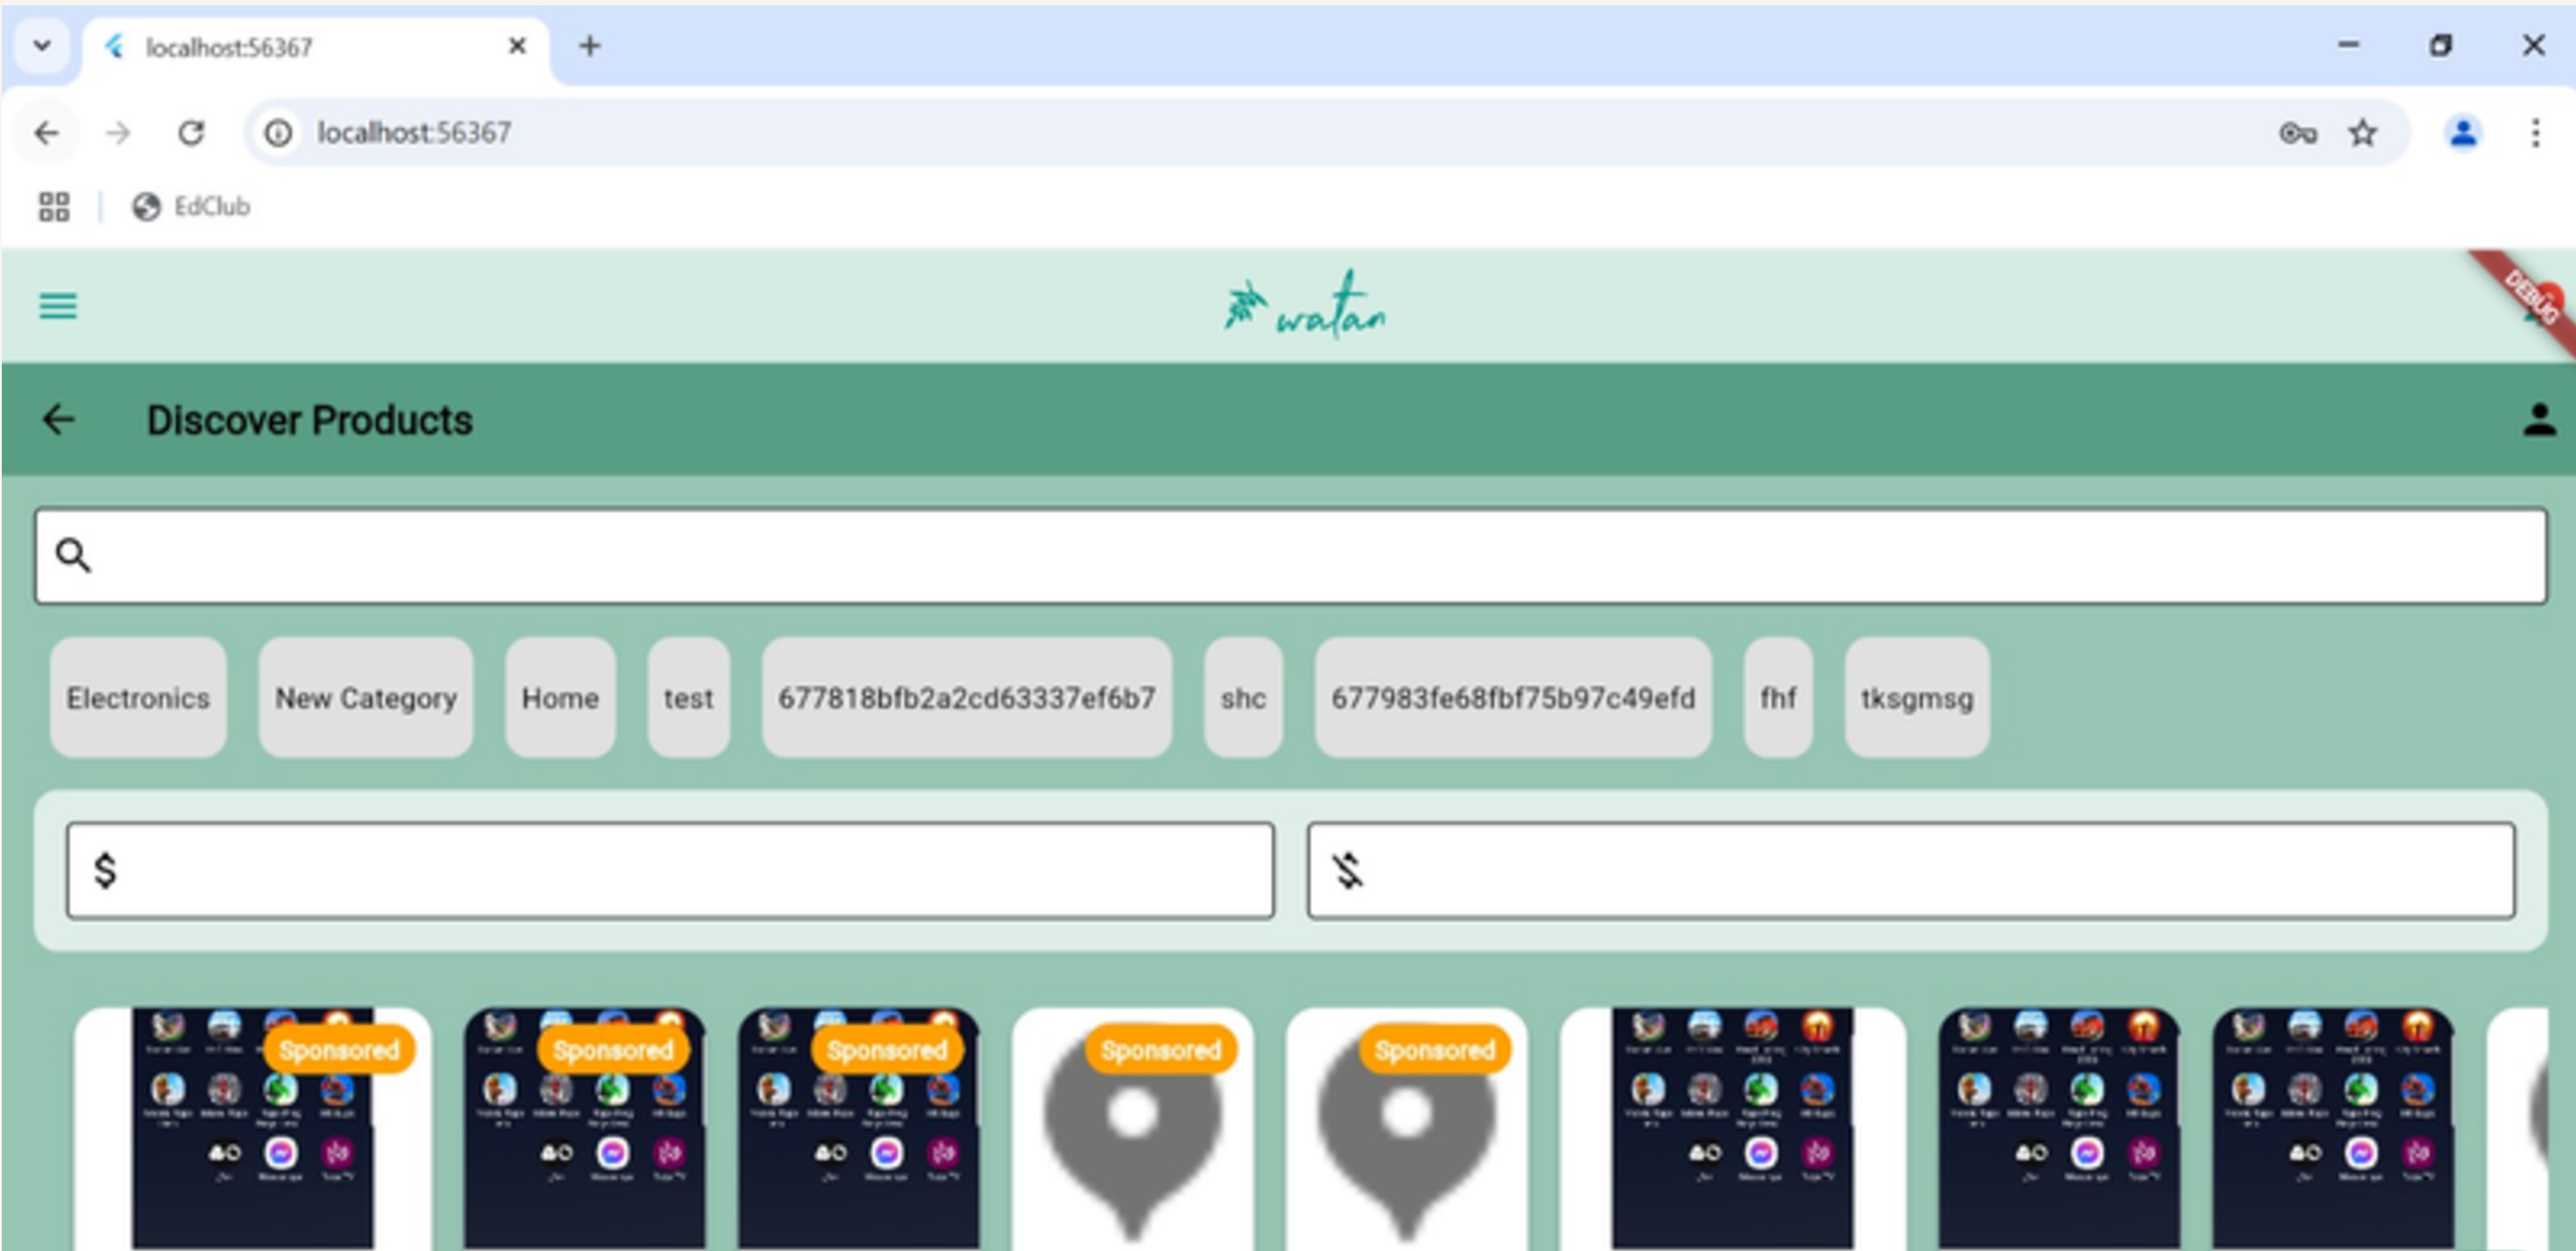 localhost:56367
localhost:56367
EdClub
watan
DEBUG
Discover Products
Electronics New Category Home test 677818bfb2a2cd63337ef6b7 shc 677983fe68fbf75b97c49efd fhf tksgmsg
$
Sponsored Sponsored Sponsored Sponsored Sponsored